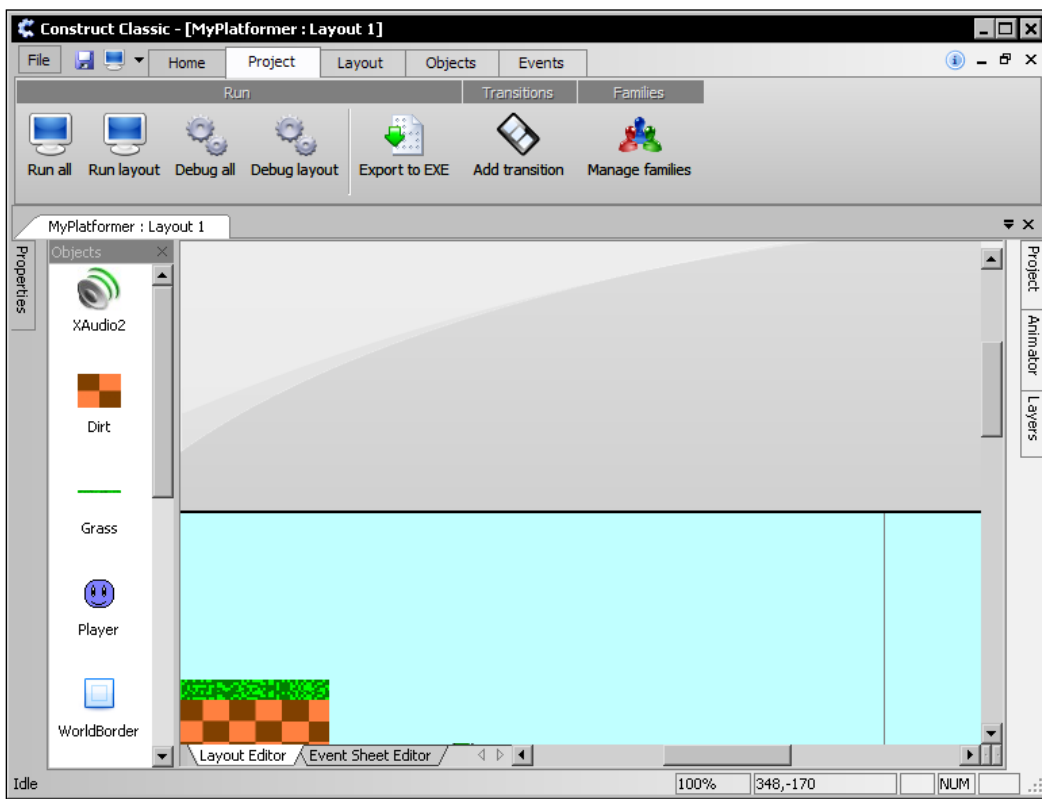 Construct Classic - [MyPlatformer : Layout 1]
File Home Project Layout Objects Events
Run Transitions Families
Run all Run layout Debug all Debug layout Export to EXE Add transition Manage families
MyPlatformer : Layout 1
Properties
Objects
XAudio2
Dirt
Grass
Player
WorldBorder
Project
Animator
Layers
Layout Editor Event Sheet Editor
Idle 100% 348,-170 NUM